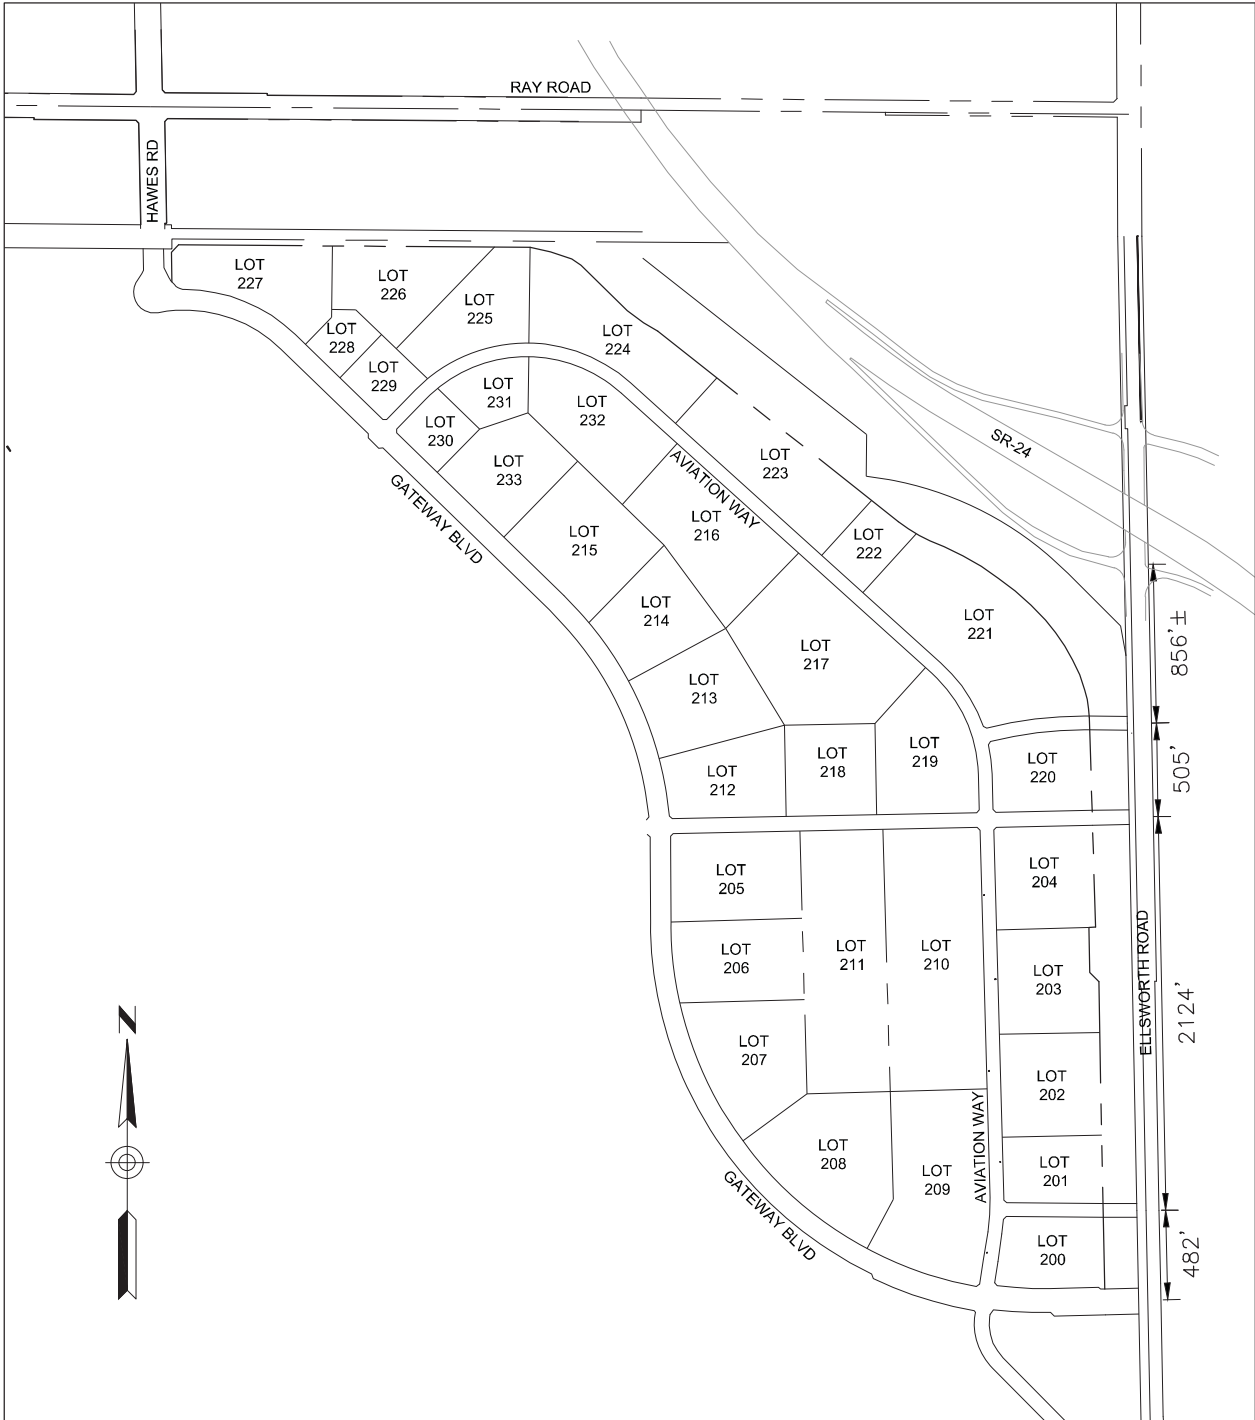 RAY ROAD
HAWES RD
LOT
227
LOT
226
LOT
225
LOT
224
LOT
228
LOT
229
LOT
231
LOT
232
LOT
230
LOT
233
SR-24
LOT
223
AVIATION WAY
GATEWAY BLVD
LOT
216
LOT
215
LOT
222
LOT
214
LOT
221
856'±
LOT
217
LOT
213
LOT
212
LOT
218
LOT
219
LOT
220
505'
LOT
205
LOT
204
LOT
206
LOT
211
LOT
210
LOT
203
ELLSWORTH ROAD
2124'
N
LOT
207
LOT
202
AVIATION WAY
LOT
208
LOT
209
LOT
201
GATEWAY BLVD
LOT
200
482'